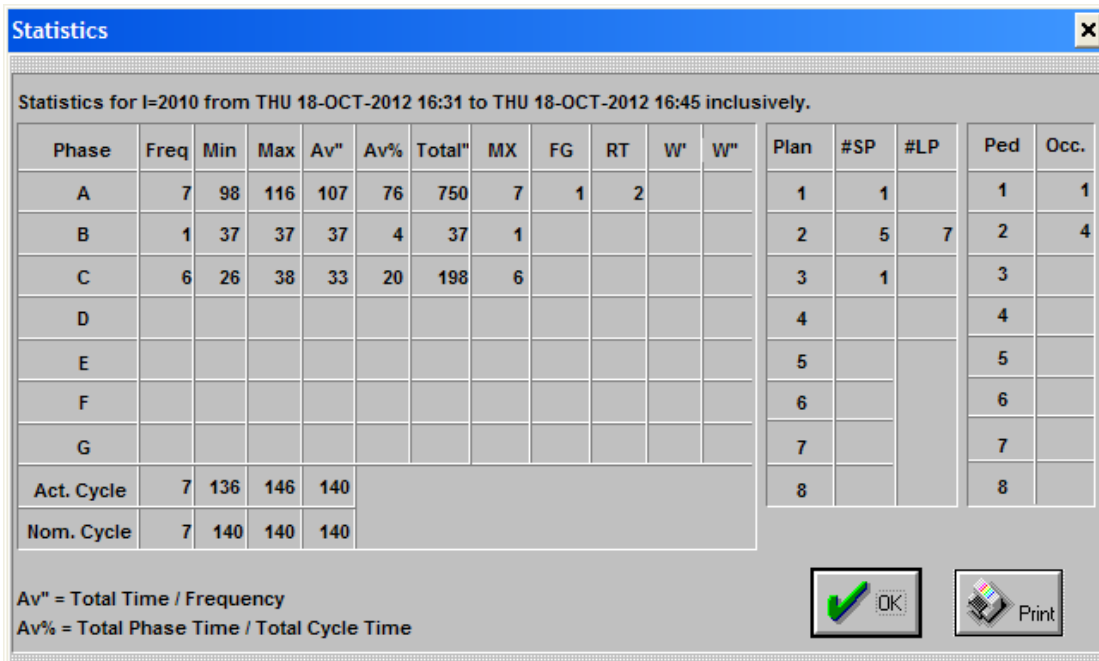 Statistics
Statistics for I=2010 from THU 18-OCT-2012 16:31 to THU 18-OCT-2012 16:45 inclusively.
Phase Freq Min Max Av" Av% Total" MX FG RT W' W" Plan #SP #LP Ped Occ.
A 7 98 116 107 76 750 7 1 2 1 1 1 1
B 1 37 37 37 4 37 1 2 5 7 2 4
C 6 26 38 33 20 198 6 3 1 3
D 4 4
E 5 5
F 6 6
G 7 7
Act. Cycle 7 136 146 140 8 8
Nom. Cycle 7 140 140 140
Av" = Total Time / Frequency
Av% = Total Phase Time / Total Cycle Time
OK
Print